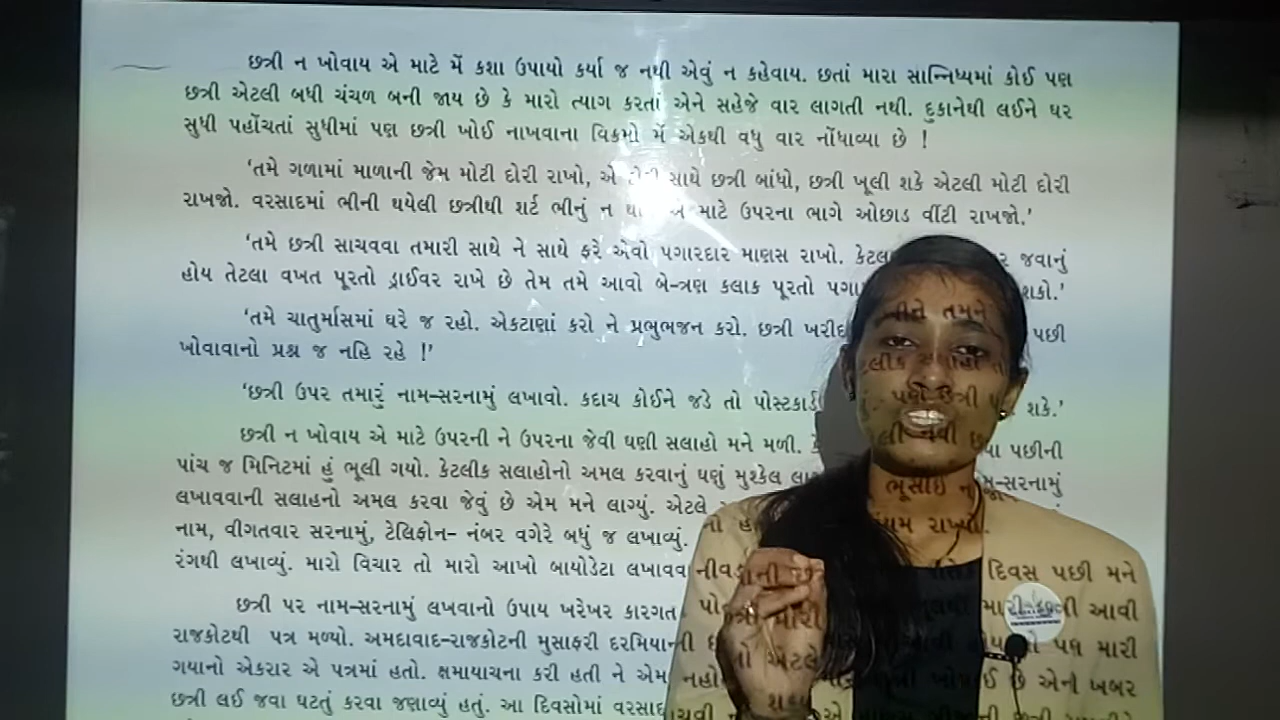 છત્રી ન ખોવાય એ માટે મેં કશા ઉપાયો કર્યા જ નથી એવું ન કહેવાય. છતાં મારા સાન્નિધ્યમાં કોઈ પણ
છત્રી એટલી બધી ચંચળ બની જાય છે કે મારો ત્યાગ કરતાં એને સહેજે વાર લાગતી નથી. દુકાનેથી લઈને ઘર
સુધી પહોંચતાં સુધીમાં પણ છત્રી ખોઈ નાખવાના વિક્રમો મેં એકથી વધુ વાર નોંધાવ્યા છે !
‘તમે ગળામાં માળાની જેમ મોટી દોરી રાખો, એ દોરી સાથે છત્રી બાંધો, છત્રી ખૂલી શકે એટલી મોટી દોરી
રાખજો. વરસાદમાં ભીની થયેલી છત્રીથી શર્ટ ભીનું ન માટે ઉપરના ભાગે ઓછાડ વીંટી રાખજો.’
‘તમે છત્રી સાચવવા તમારી સાથે ને સાથે ફરે એવો પગારદાર માણસ રાખો. જવાનું
હોય તેટલા વખત પૂરતો ડ્રાઈવર રાખે છે તેમ તમે આવો બે-ત્રણ કલાક પૂરતો શકો.’
‘તમે ચાતુર્માસમાં ઘરે જ રહો. એકટાણાં કરો ને પ્રભુભજન કરો. છત્રી તમને પછી
ખોવાવાનો પ્રશ્ન જ નહિ રહે !’
‘છત્રી ઉપર તમારું નામ-સરનામું લખાવો. કદાચ કોઈને જડે તો પોસ્ટકાર્ડ પણ છત્રી શકે.’
છત્રી ન ખોવાય એ માટે ઉપરની ને ઉપરના જેવી ઘણી સલાહો મને મળી. પછીની
પાંચ જ મિનિટમાં હું ભૂલી ગયો. કેટલીક સલાહોનો અમલ કરવાનું ઘણું મુશ્કેલ નામ-સરનામું
લખાવવાની સલાહનો અમલ કરવા જેવું છે એમ મને લાગ્યું. એટલે ભૂંસાઈ ન
નામ, વીગતવાર સરનામું, ટેલિફોન- નંબર વગેરે બધું જ લખાવ્યું. રાખ્યો.
રંગથી લખાવ્યું. મારો વિચાર તો મારો આખો બાયોડેટા દિવસ પછી મને
છત્રી પર નામ-સરનામું લખવાનો ઉપાય ખરેખર કારગત મારી છત્રી આવી
રાજકોટથી પત્ર મળ્યો. અમદાવાદ-રાજકોટની મુસાફરી દરમિયાન પણ મારી
ગયાનો એકરાર એ પત્રમાં હતો. ક્ષમાયાચના કરી હતી ને એમ છે એની ખબર
છત્રી લઈ જવા ઘટતું કરવા જણાવ્યું હતું. આ દિવસોમાં